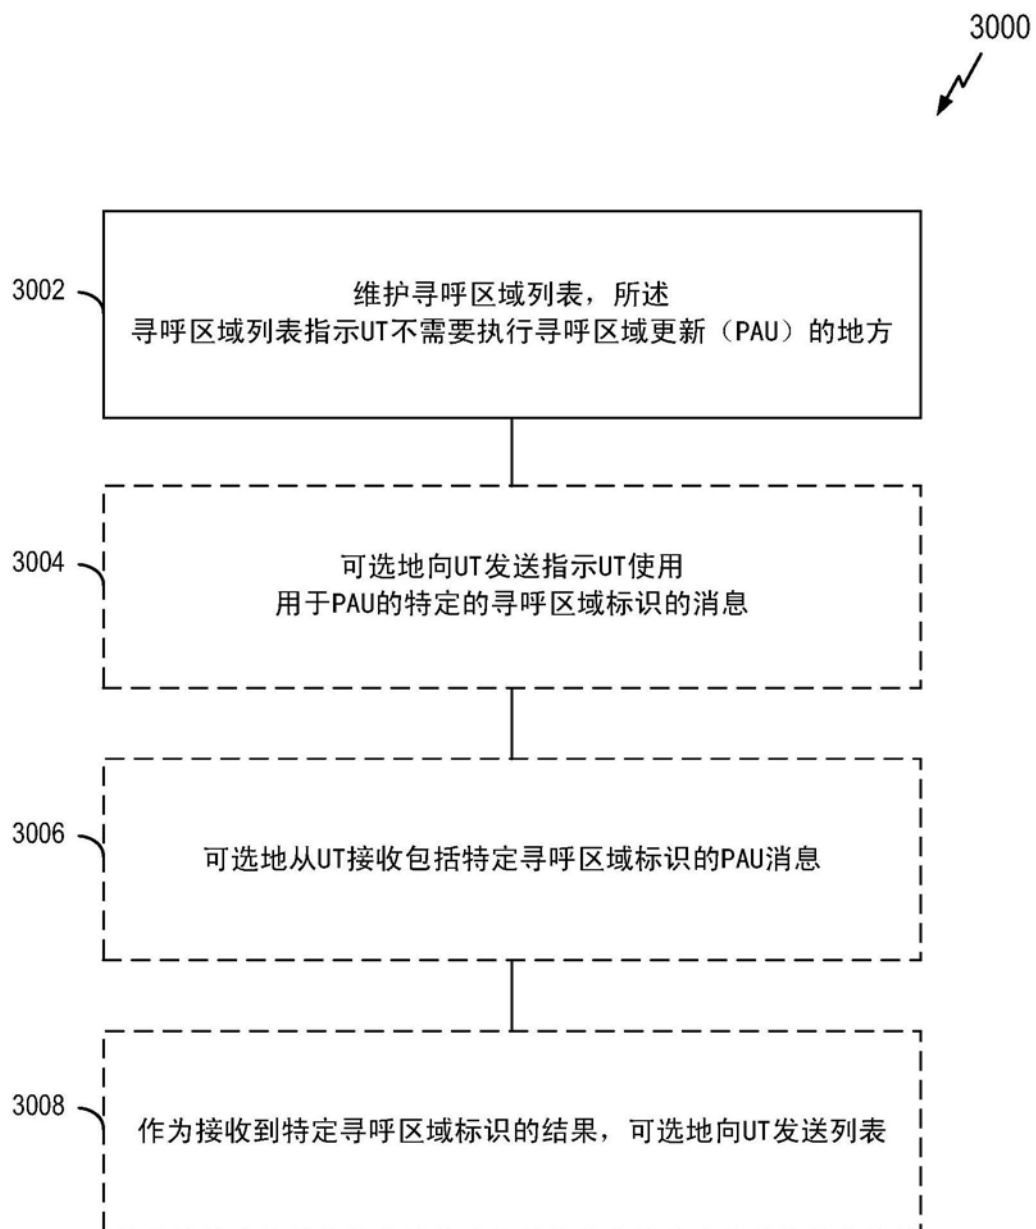 3000
3002
维护寻呼区域列表，所述
寻呼区域列表指示UT不需要执行寻呼区域更新（PAU）的地方
3004
可选地向UT发送指示UT使用
用于PAU的特定的寻呼区域标识的消息
3006
可选地从UT接收包括特定寻呼区域标识的PAU消息
3008
作为接收到特定寻呼区域标识的结果，可选地向UT发送列表